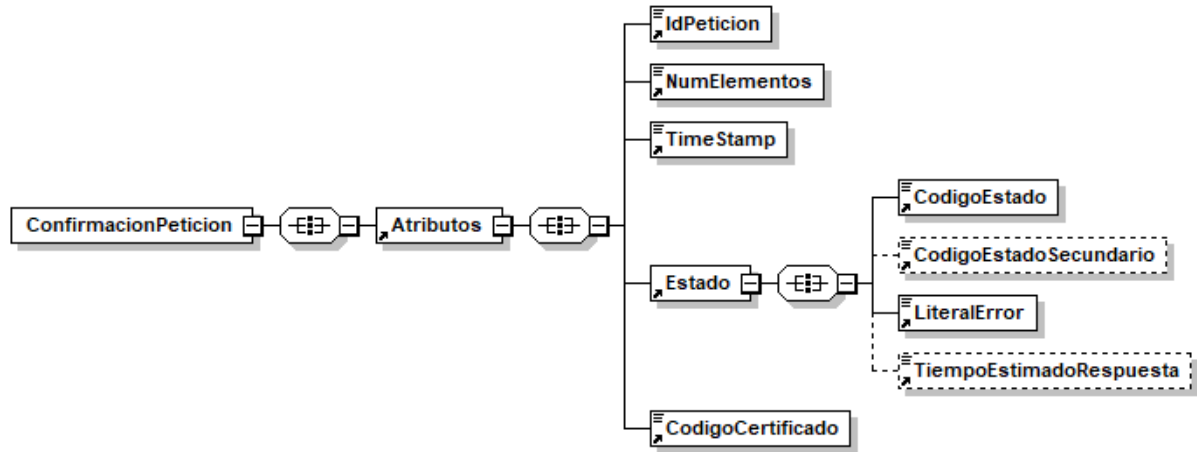 IdPeticion
NumElementos
TimeStamp
ConfirmacionPeticion
Atributos
Estado
CodigoEstado
CodigoEstadoSecundario
LiteralError
TiempoEstimadoRespuesta
CodigoCertificado